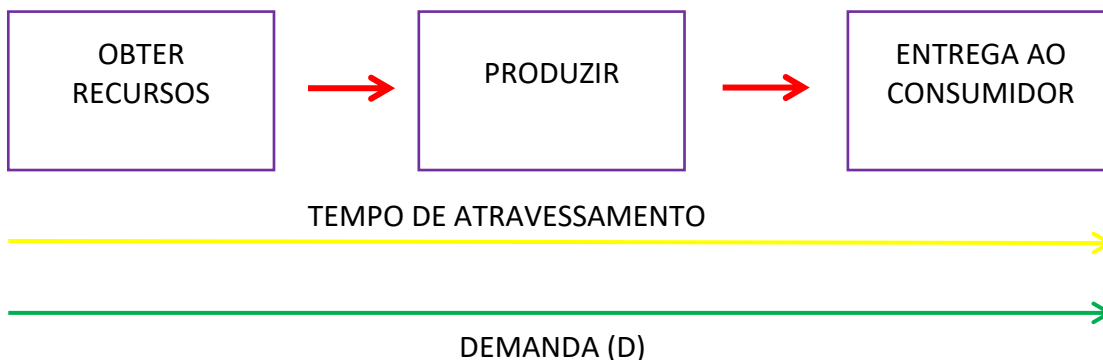 OBTER
RECURSOS
PRODUZIR
ENTREGA AO
CONSUMIDOR
TEMPO DE ATRAVESSAMENTO
DEMANDA (D)